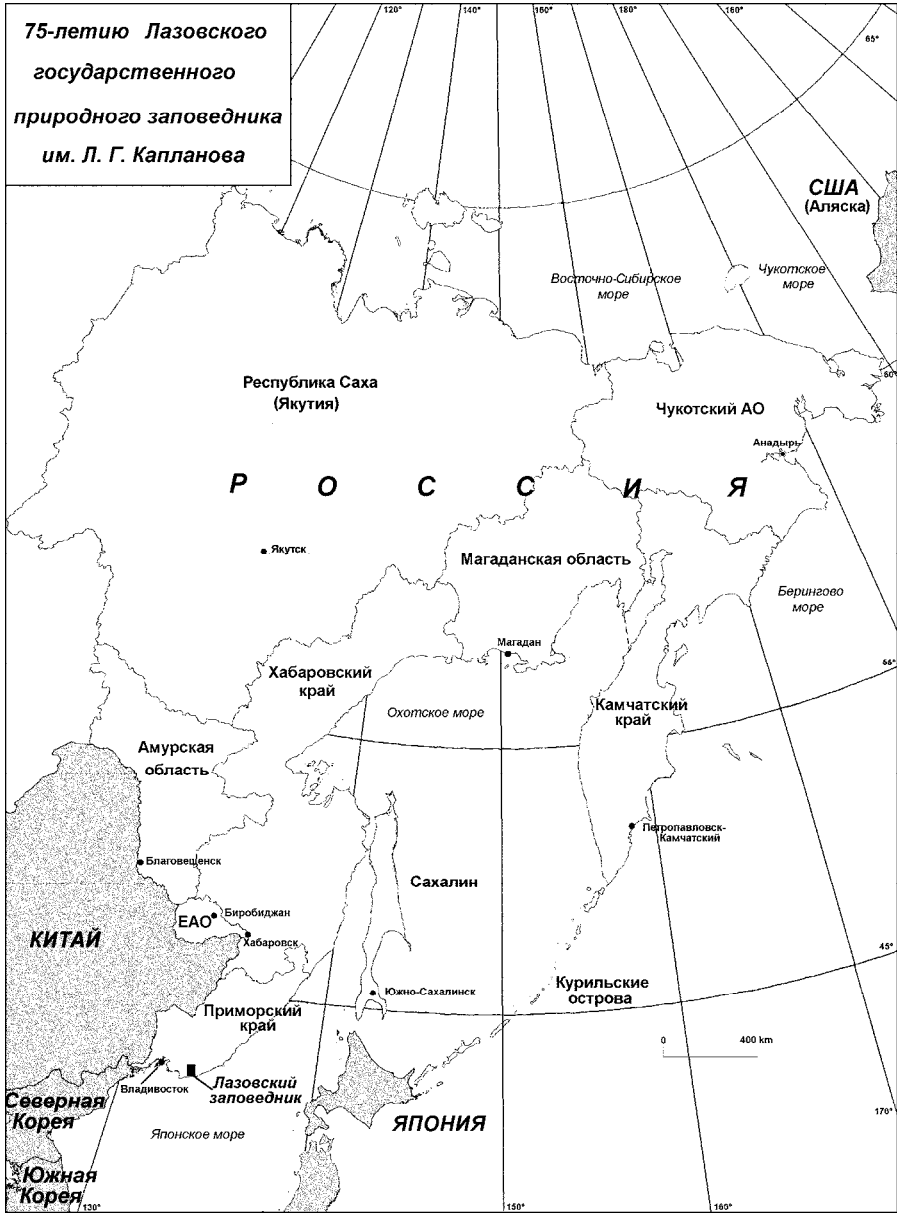 75-летию Лазовского
государственного
природного заповедника
им. Л. Г. Капланова
120°
140°
160°
180°
160°
65°
США
(Аляска)
Восточно-Сибирское
море
Чукотское
море
60°
Республика Саха
(Якутия)
Чукотский АО
Анадырь
Р О С С И Я
Якутск
Магаданская область
Берингово
море
Магадан
Хабаровский
край
55°
Охотское море
Камчатский
край
Амурская
область
Петропавловск-
Камчатский
Благовещенск
Сахалин
ЕАО
Биробиджан
КИТАЙ
Хабаровск
45°
Южно-Сахалинск
Курильские
острова
Приморский
край
0 400 km
Владивосток
Лазовский
заповедник
Северная
Корея
Японское море
ЯПОНИЯ
170°
Южная
Корея
130°
150°
160°